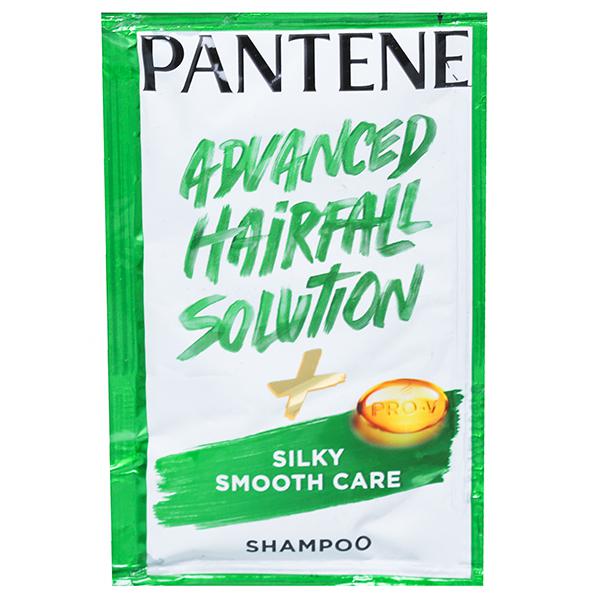 PANTENE
ADVANCED
HAIRFALL
SOLUTION
+
PRO-V
SILKY
SMOOTH CARE
SHAMPOO